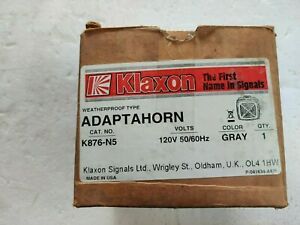 Klaxon The First
Name In Signals
WEATHERPROOF TYPE
ADAPTAHORN
CAT. NO. VOLTS COLOR QTY.
K876-N5 120V 50/60Hz GRAY 1
Klaxon Signals Ltd., Wrigley St., Oldham, U.K., OL4 1HW
MADE IN USA